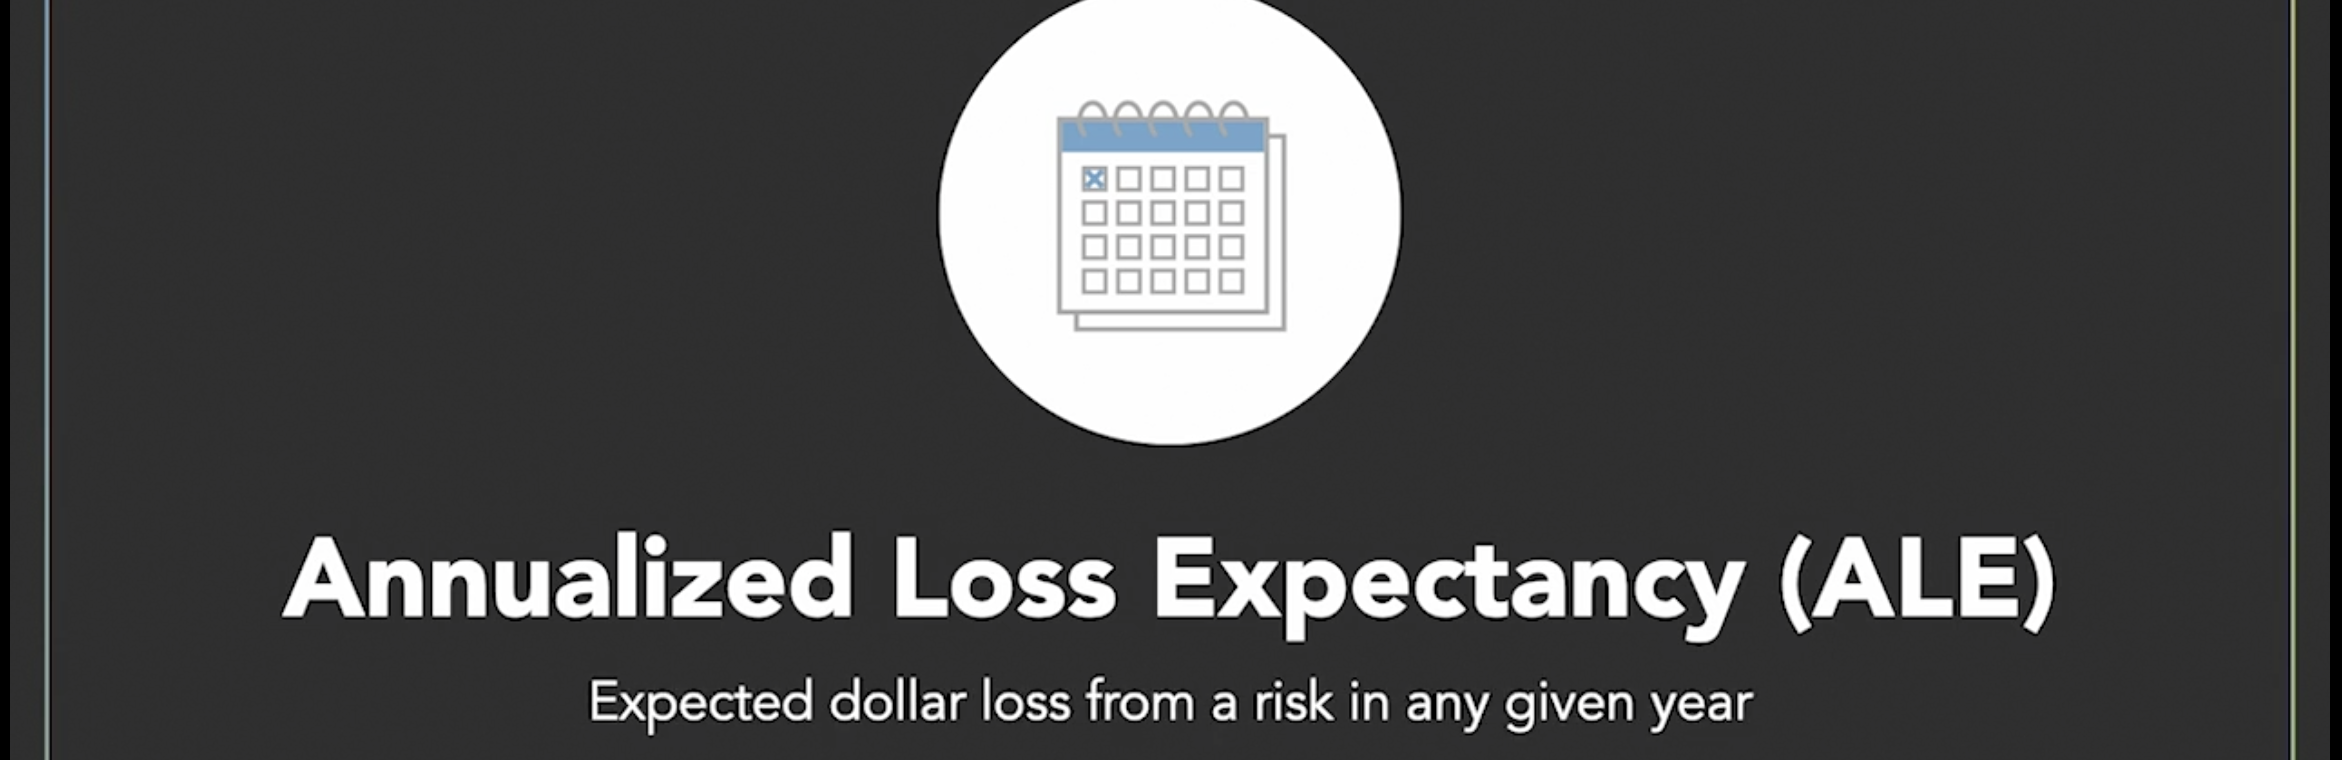 Annualized Loss Expectancy (ALE)
Expected dollar loss from a risk in any given year